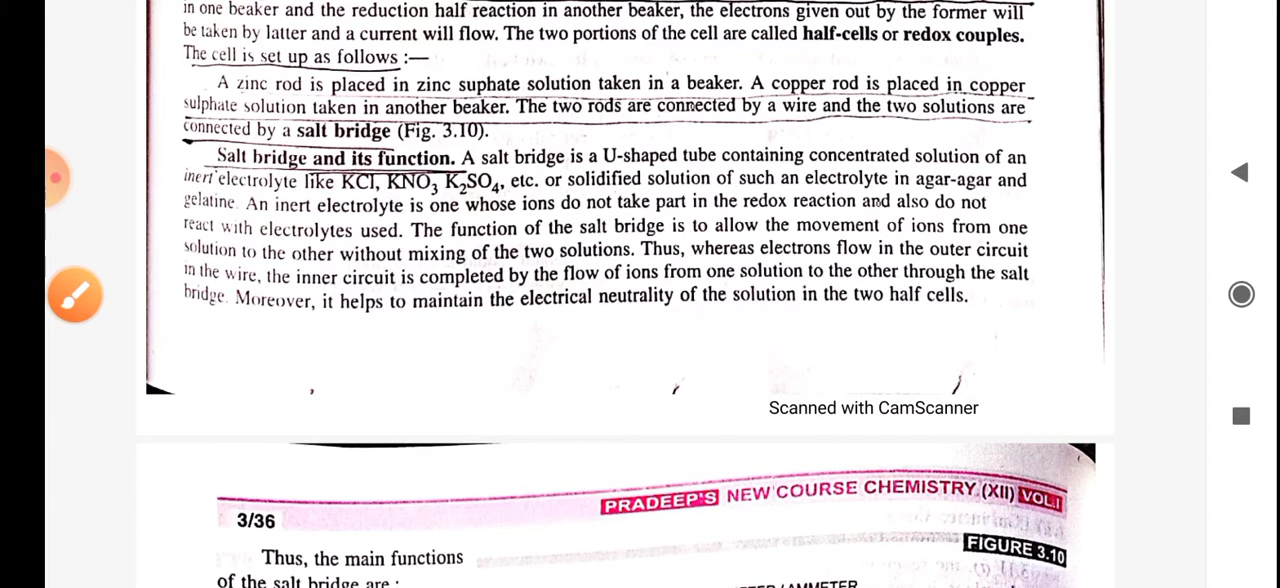 in one beaker and the reduction half reaction in another beaker, the electrons given out by the former will
be taken by latter and a current will flow. The two portions of the cell are called half-cells or redox couples.
The cell is set up as follows :—
A zinc rod is placed in zinc suphate solution taken in a beaker. A copper rod is placed in copper
sulphate solution taken in another beaker. The two rods are connected by a wire and the two solutions are
connected by a salt bridge (Fig. 3.10).
Salt bridge and its function. A salt bridge is a U-shaped tube containing concentrated solution of an
inert electrolyte like KCl, KNO₃ K₂SO₄, etc. or solidified solution of such an electrolyte in agar-agar and
gelatine. An inert electrolyte is one whose ions do not take part in the redox reaction and also do not
react with electrolytes used. The function of the salt bridge is to allow the movement of ions from one
solution to the other without mixing of the two solutions. Thus, whereas electrons flow in the outer circuit
in the wire, the inner circuit is completed by the flow of ions from one solution to the other through the salt
bridge. Moreover, it helps to maintain the electrical neutrality of the solution in the two half cells.
Scanned with CamScanner
PRADEEP'S NEW COURSE CHEMISTRY (XII) VOL.I
3/36
FIGURE 3.10
Thus, the main functions
of the salt bridge are :
AMMETER